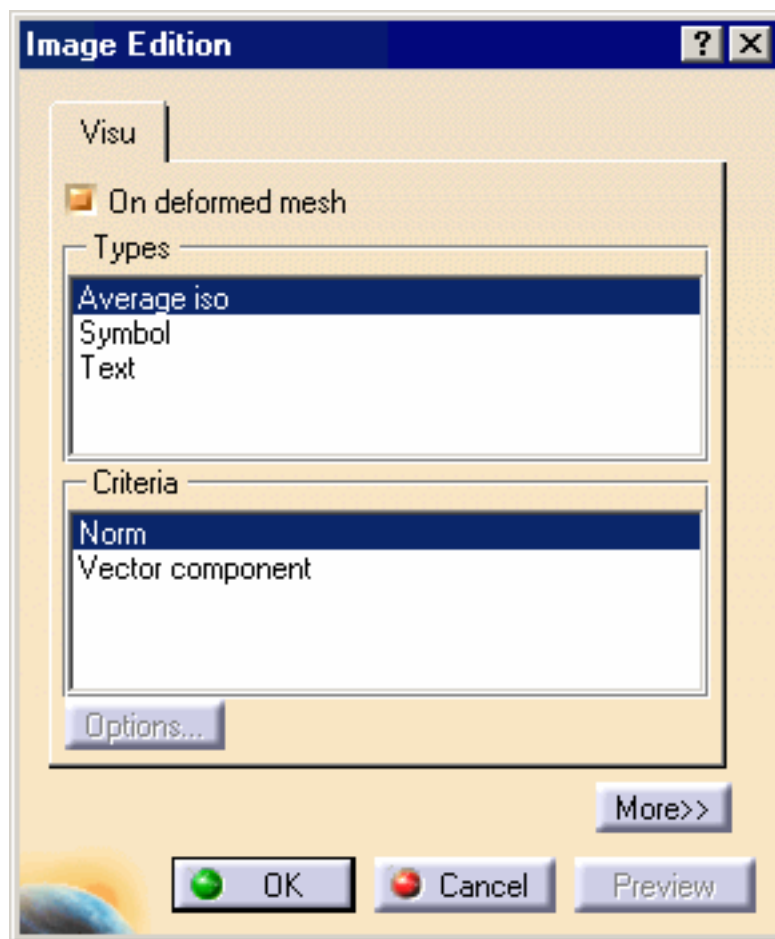 Image Edition
Visu
On deformed mesh
Types
Average iso
Symbol
Text
Criteria
Norm
Vector component
Options...
More>>
OK Cancel Preview